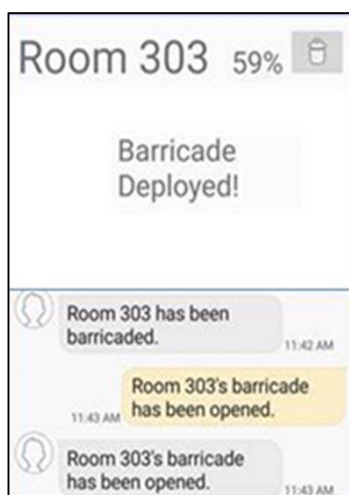 Room 303 59%
Barricade
Deployed!
Room 303 has been
barricaded.
11:42 AM
Room 303's barricade
has been opened.
11:43 AM
Room 303's barricade
has been opened.
11:43 AM